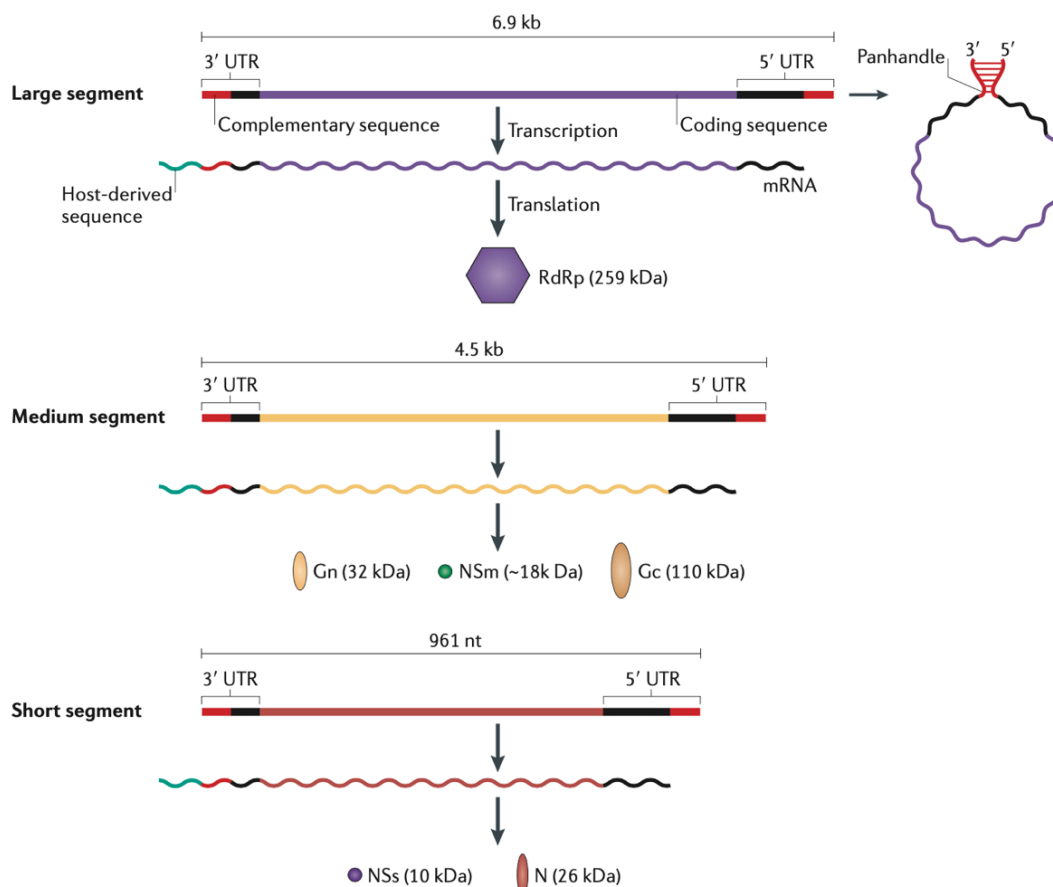 6.9 kb
3′ UTR
5′ UTR
3′ 5′
Panhandle
Large segment
Complementary sequence
Coding sequence
Transcription
Host-derived
sequence
mRNA
Translation
RdRp (259 kDa)
4.5 kb
3′ UTR
5′ UTR
Medium segment
Gn (32 kDa)
NSm (~18k Da)
Gc (110 kDa)
961 nt
3′ UTR
5′ UTR
Short segment
NSs (10 kDa)
N (26 kDa)